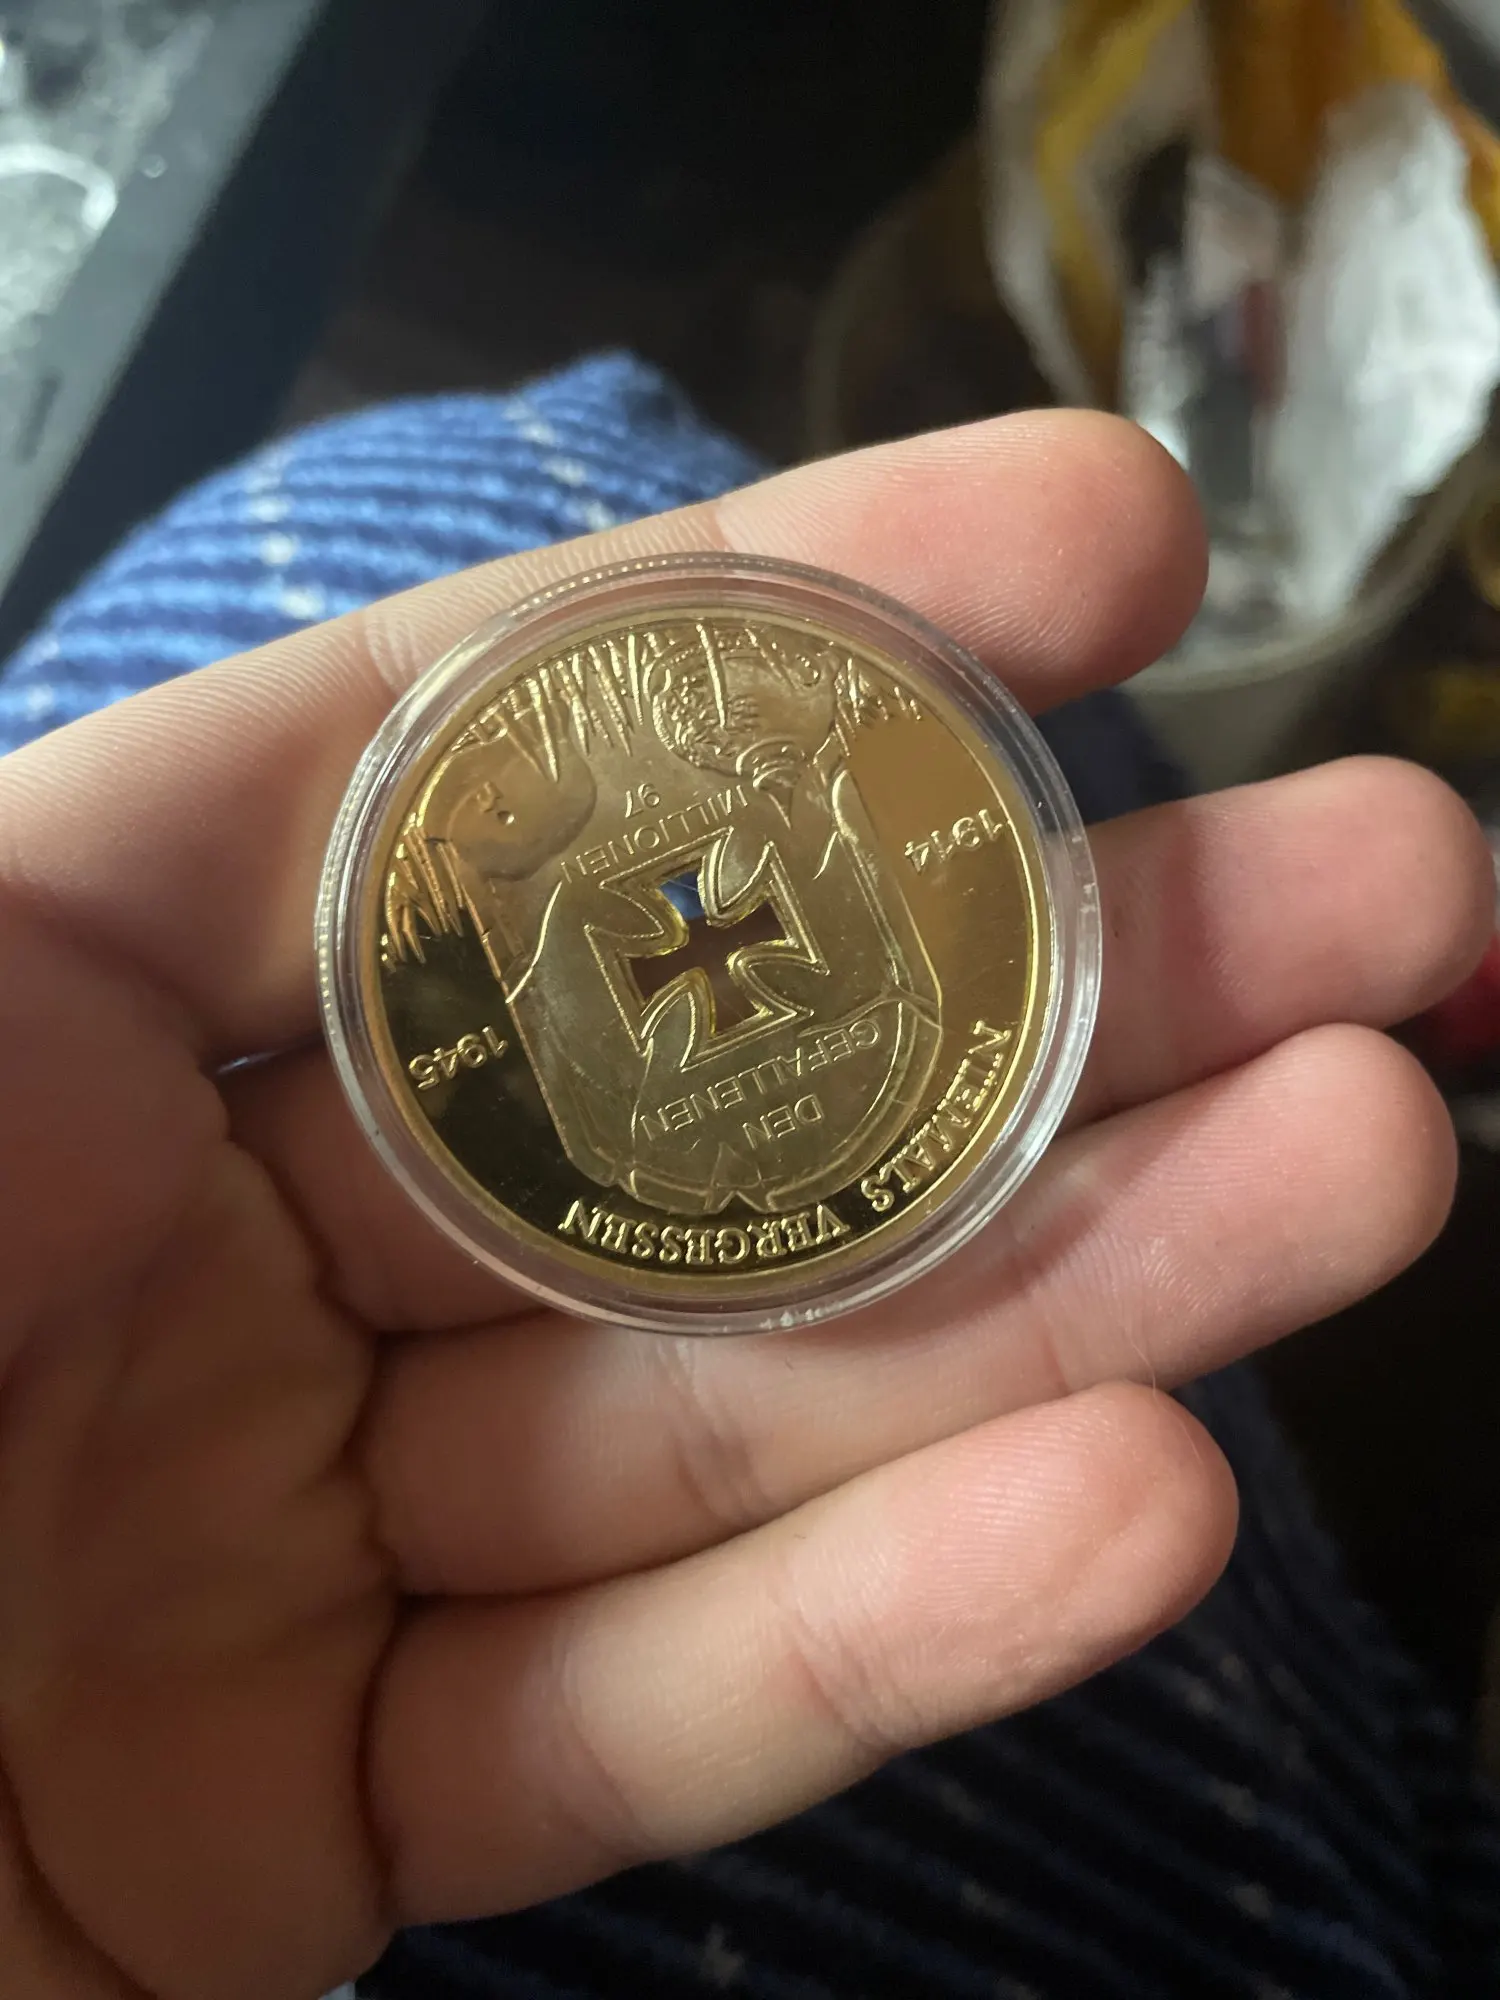 NIEMALS VERGESSEN
DEN
GEFALLENEN
1914
1945
MILLIONEN
97